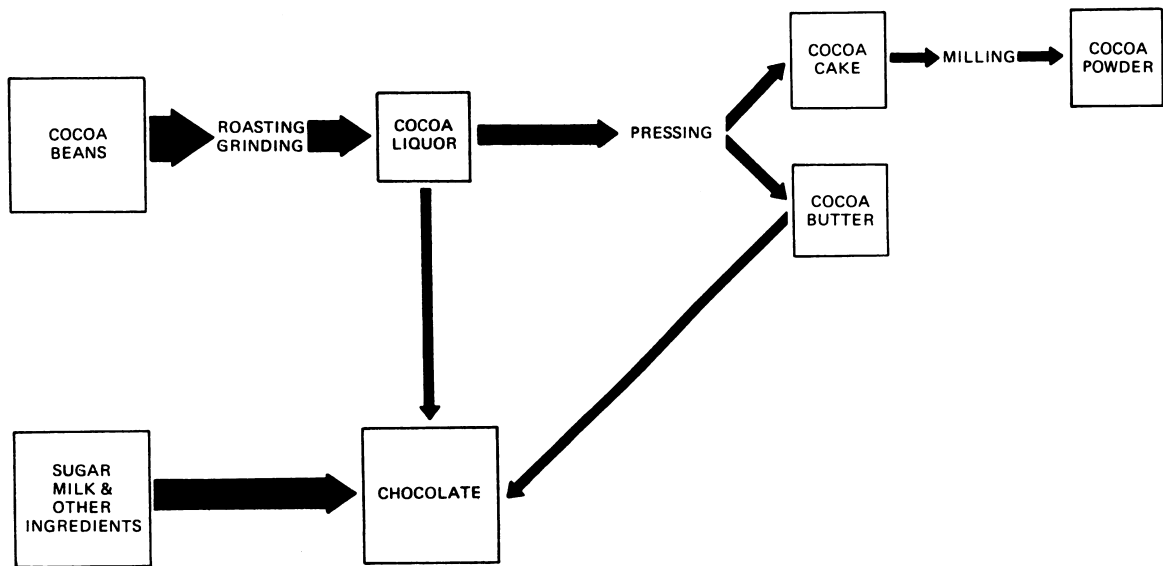 COCOA
BEANS
ROASTING
GRINDING
COCOA
LIQUOR
PRESSING
COCOA
CAKE
MILLING
COCOA
POWDER
COCOA
BUTTER
SUGAR
MILK &
OTHER
INGREDIENTS
CHOCOLATE